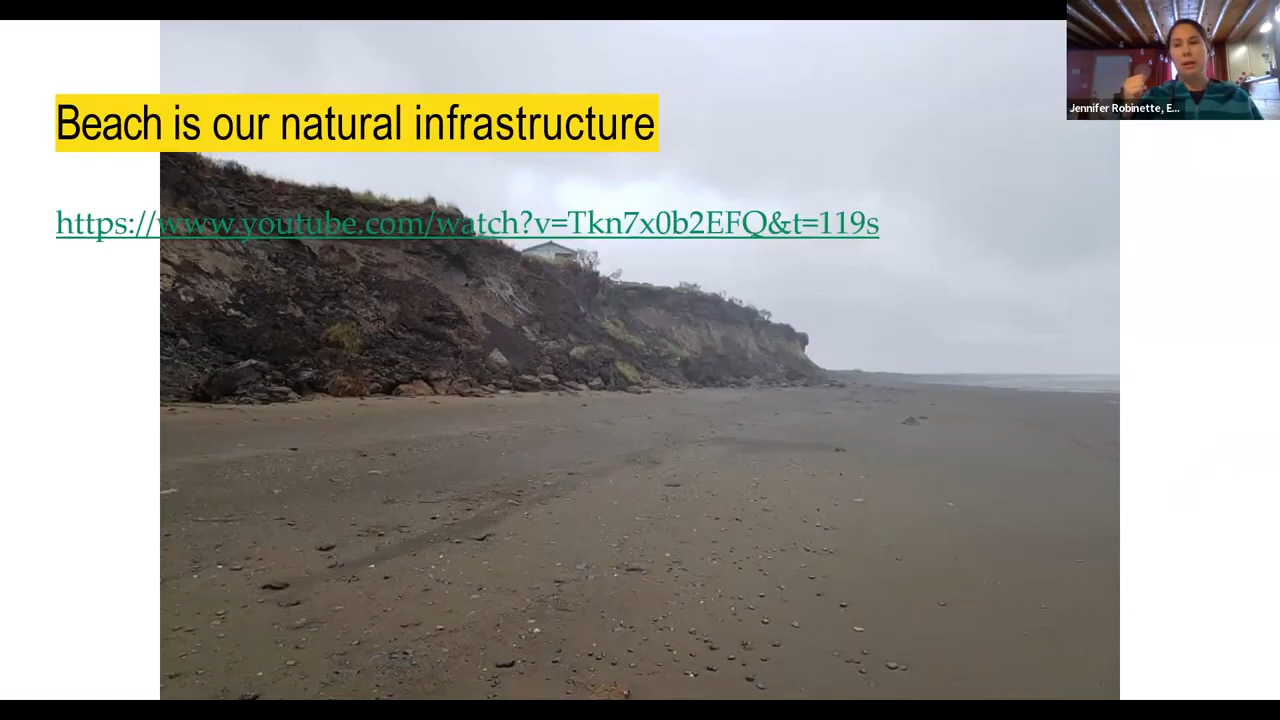 Beach is our natural infrastructure
https://www.youtube.com/watch?v=Tkn7x0b2EFQ&t=119s
Jennifer Robinette, E...